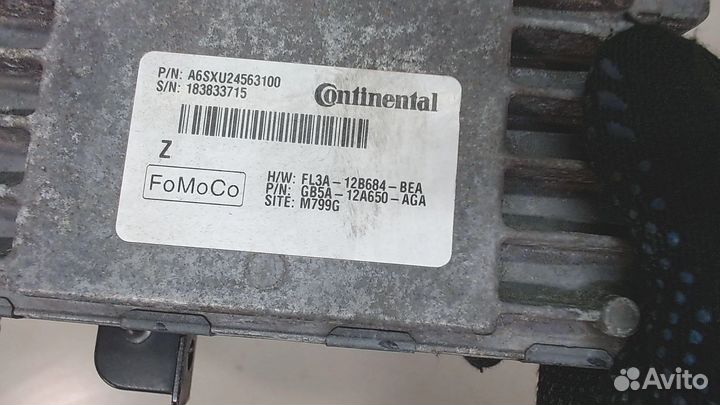 P/N: A6SXU24563100
S/N: 183833715
Continental
Z
FoMoCo
H/W: FL3A-12B684-BEA
P/N: GB5A-12A650-AGA
SITE: M799G
Avito